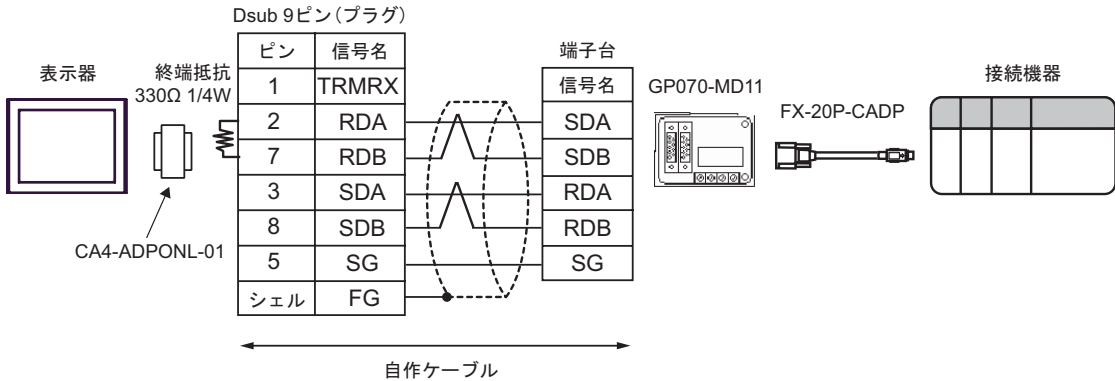 Dsub 9ピン(プラグ)
表示器
終端抵抗
330Ω 1/4W
CA4-ADPONL-01
ピン 信号名
1 TRMRX
2 RDA
7 RDB
3 SDA
8 SDB
5 SG
シェル FG
端子台
信号名
SDA
SDB
RDA
RDB
SG
GP070-MD11
FX-20P-CADP
接続機器
自作ケーブル